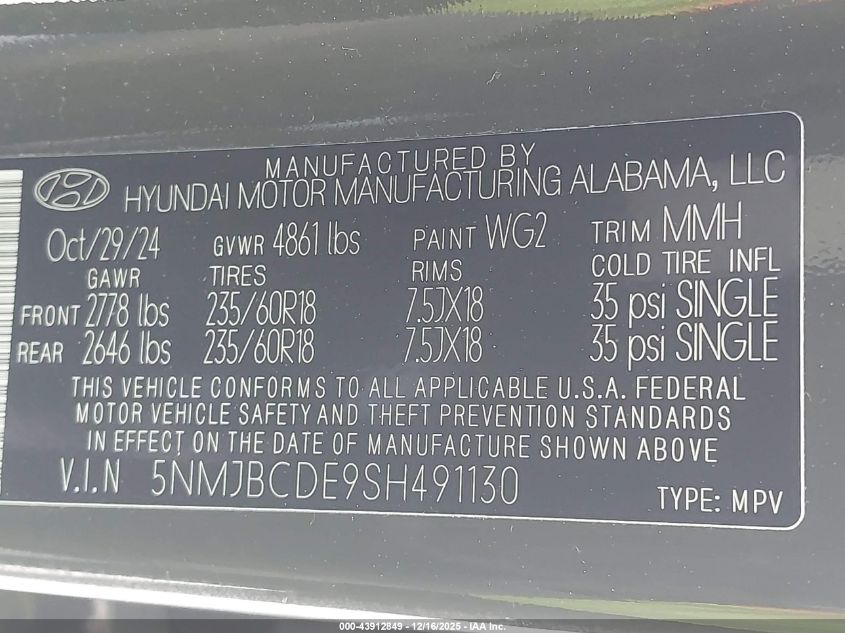 MANUFACTURED BY
HYUNDAI MOTOR MANUFACTURING ALABAMA, LLC
Oct/29/24 GVWR 4861 lbs PAINT WG2 TRIM MMH
GAWR TIRES RIMS COLD TIRE INFL
FRONT 2778 lbs 235/60R18 7.5JX18 35 psi SINGLE
REAR 2646 lbs 235/60R18 7.5JX18 35 psi SINGLE
THIS VEHICLE CONFORMS TO ALL APPLICABLE U.S.A. FEDERAL
MOTOR VEHICLE SAFETY AND THEFT PREVENTION STANDARDS
IN EFFECT ON THE DATE OF MANUFACTURE SHOWN ABOVE
V.I.N 5NMJBCDE9SH491130
TYPE: MPV
000-43912849 - 12/16/2025 - IAA Inc.